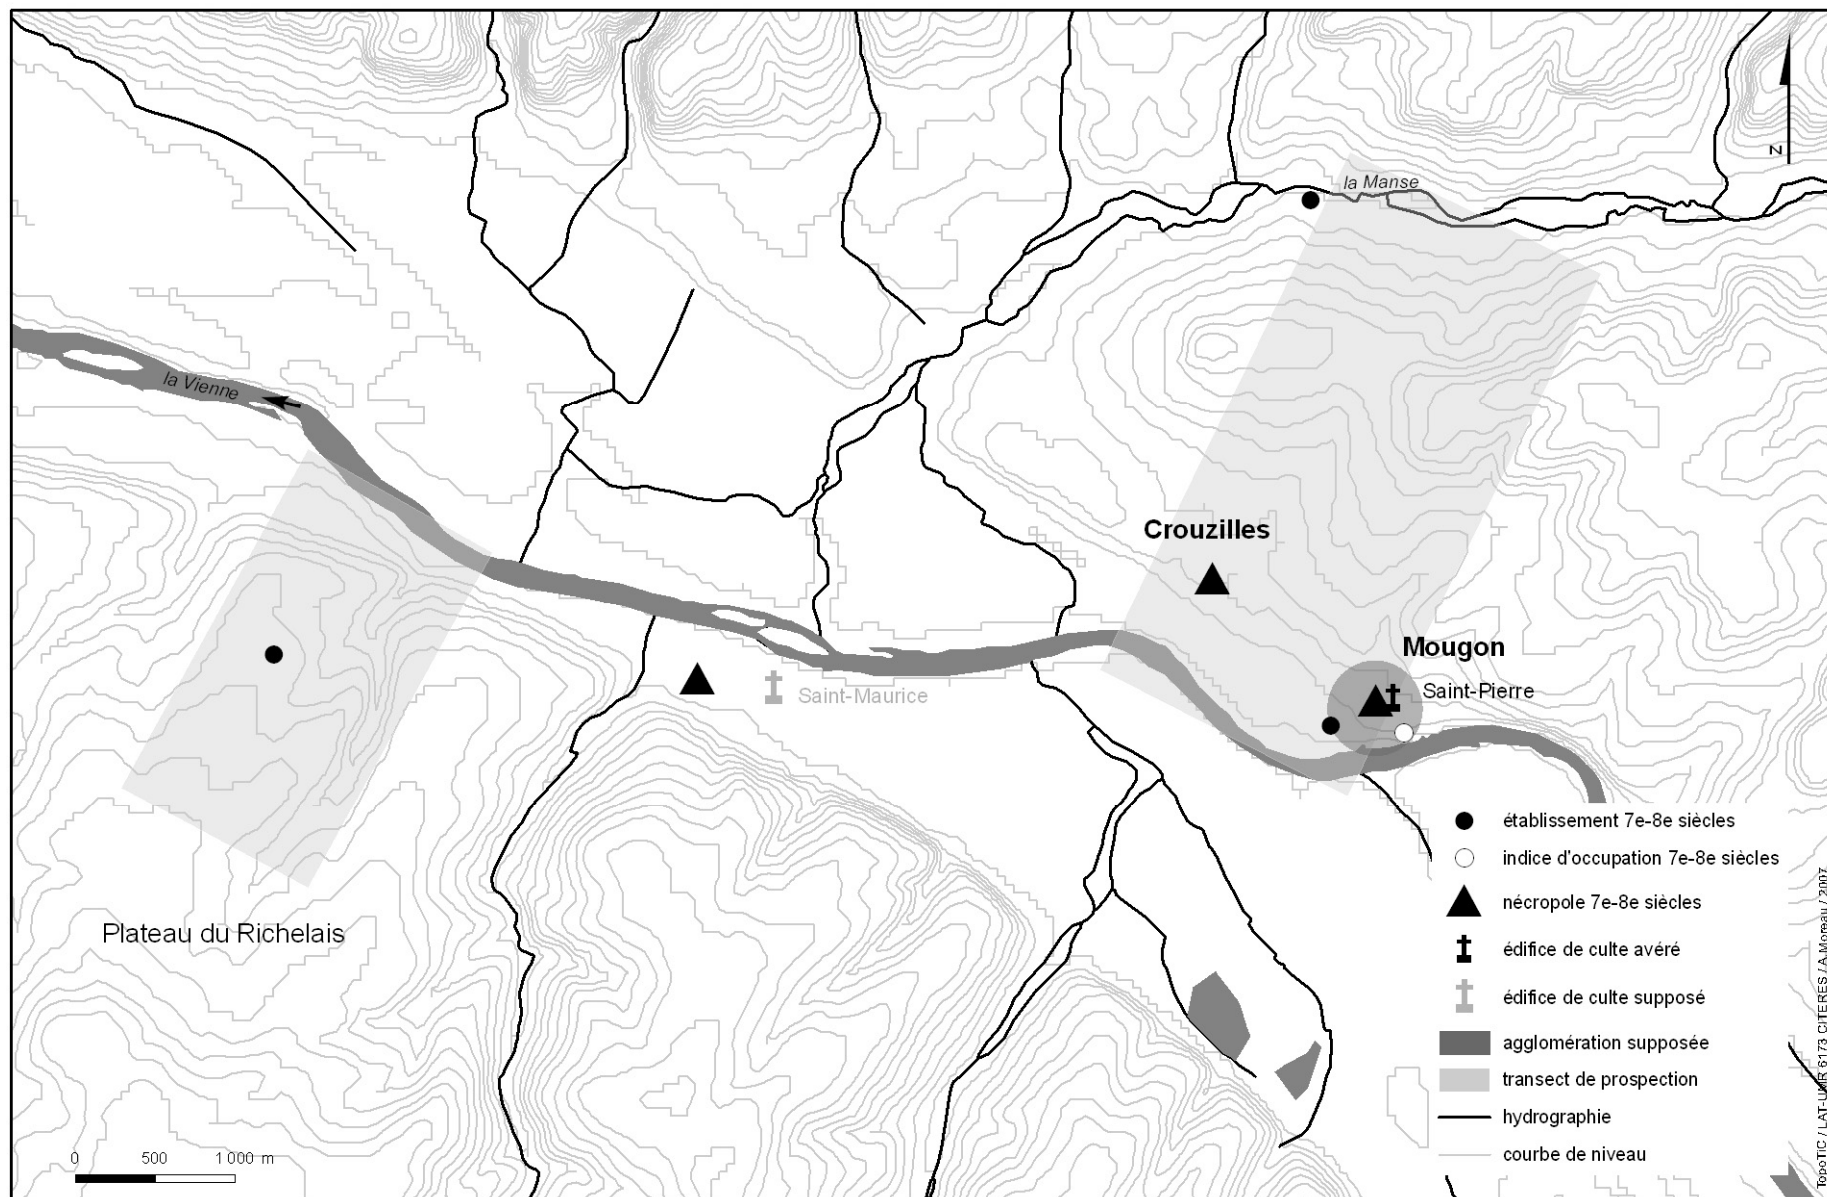 N
la Manse
la Vienne
Crouzilles
Mougon
Saint-Pierre
Saint-Maurice
Plateau du Richelais
établissement 7e-8e siècles
indice d'occupation 7e-8e siècles
nécropole 7e-8e siècles
édifice de culte avéré
édifice de culte supposé
agglomération supposée
transect de prospection
hydrographie
courbe de niveau
0 500 1 000 m
TopoTIC / LAT-UMR 6173 CITERES / A.Moreau / 2007